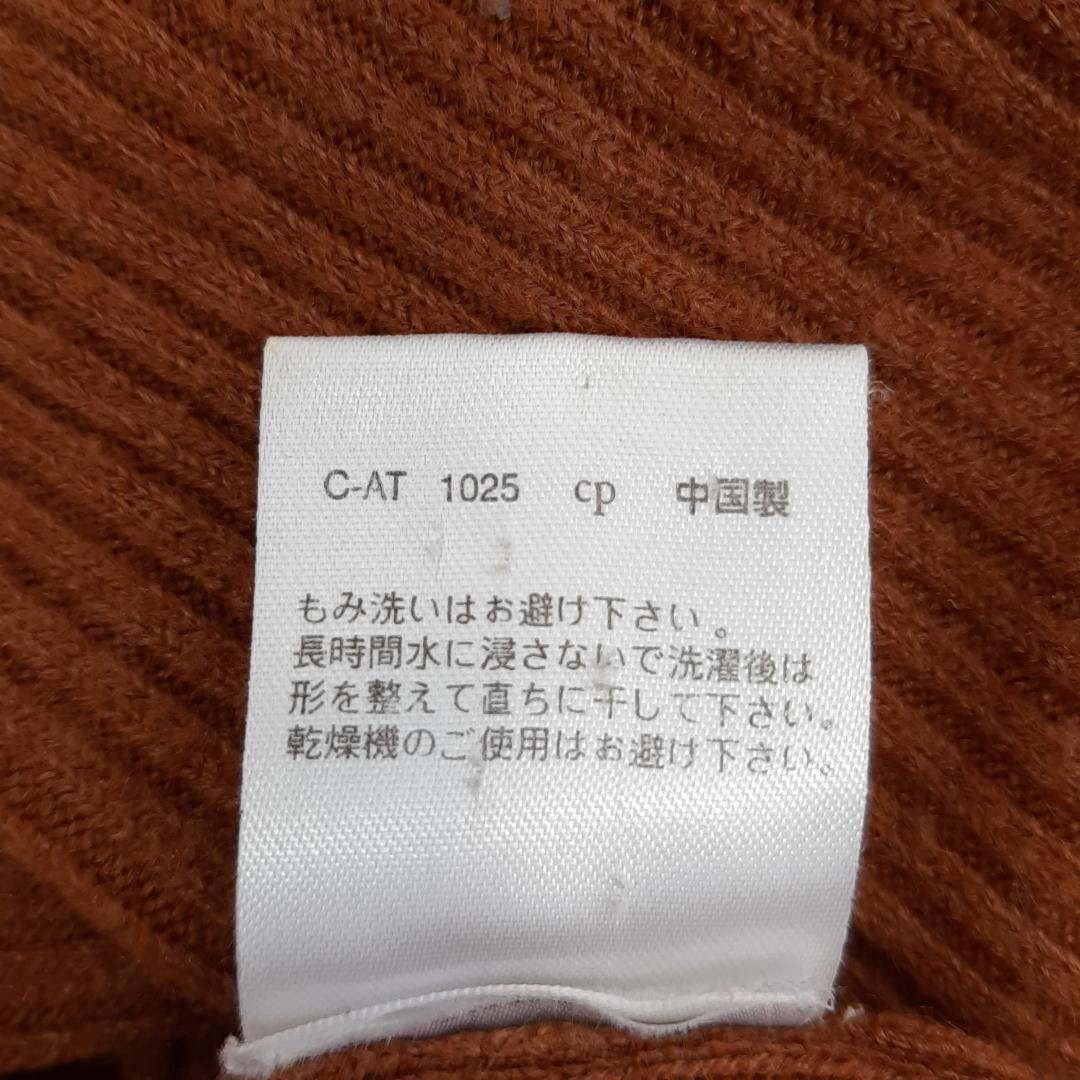 C-AT 1025 cp 中国製
もみ洗いはお避け下さい。
長時間水に浸さないで洗濯後は
形を整えて直ちに干して下さい。
乾燥機のご使用はお避け下さい。